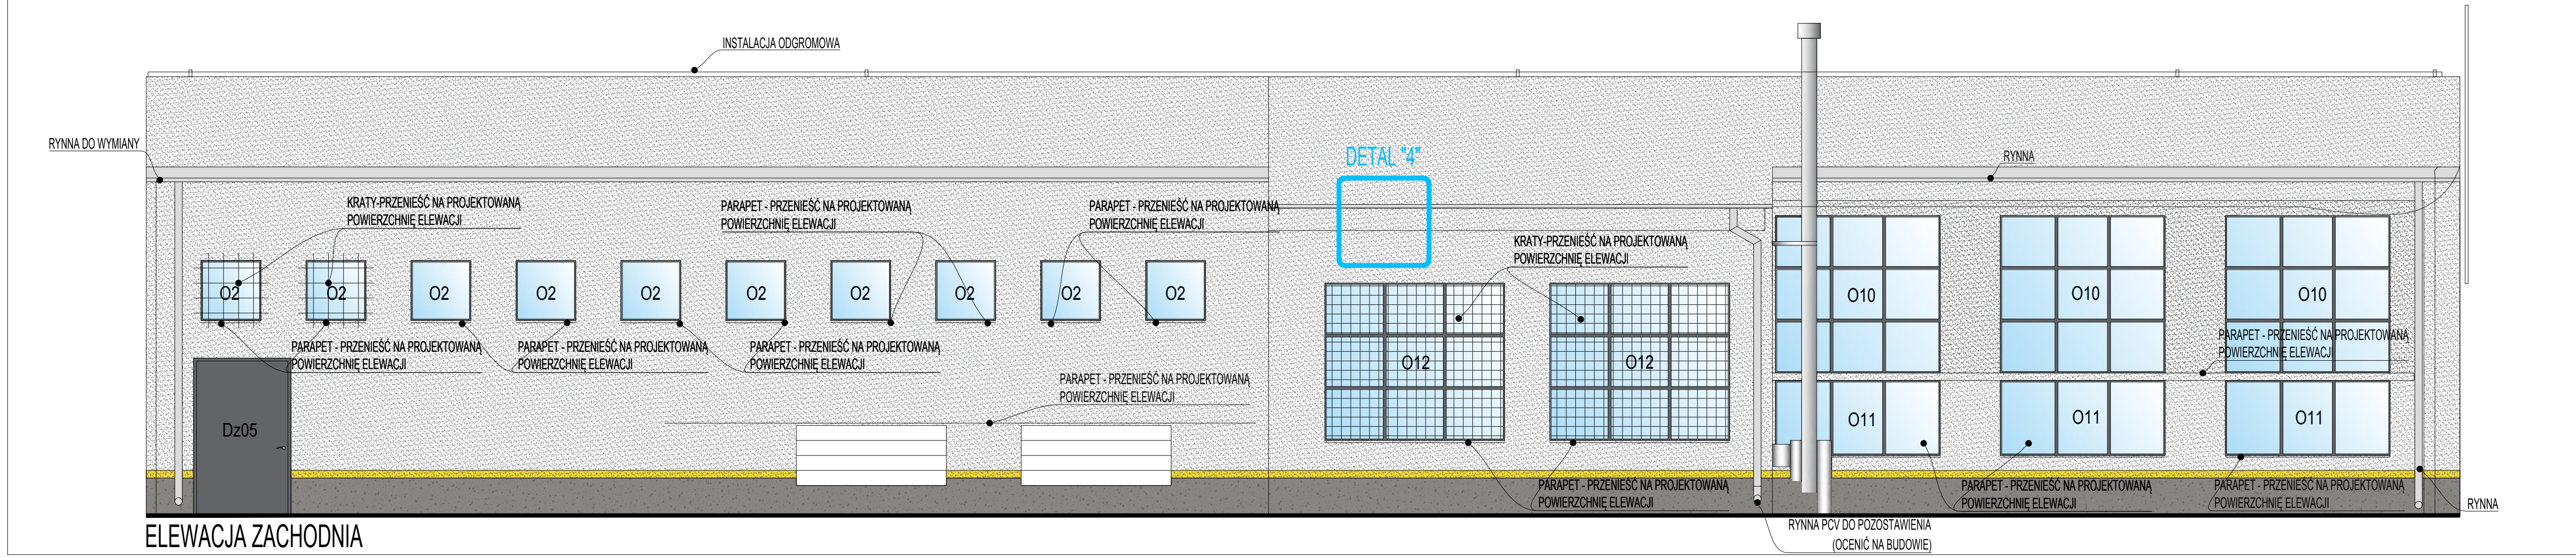 INSTALACJA ODGROMOWA
RYNNA DO WYMIANY
DETAL "4"
RYNNA
KRATY-PRZENIEŚĆ NA PROJEKTOWANĄ
POWIERZCHNIĘ ELEWACJI
PARAPET - PRZENIEŚĆ NA PROJEKTOWANĄ
POWIERZCHNIĘ ELEWACJI
PARAPET - PRZENIEŚĆ NA PROJEKTOWANĄ
POWIERZCHNIĘ ELEWACJI
KRATY-PRZENIEŚĆ NA PROJEKTOWANĄ
POWIERZCHNIĘ ELEWACJI
O2
O2
O2
O2
O2
O2
O2
O2
O2
O2
O10
O10
O10
PARAPET - PRZENIEŚĆ NA PROJEKTOWANĄ
POWIERZCHNIĘ ELEWACJI
PARAPET - PRZENIEŚĆ NA PROJEKTOWANĄ
POWIERZCHNIĘ ELEWACJI
PARAPET - PRZENIEŚĆ NA PROJEKTOWANĄ
POWIERZCHNIĘ ELEWACJI
O12
O12
PARAPET - PRZENIEŚĆ NA PROJEKTOWANĄ
POWIERZCHNIĘ ELEWACJI
PARAPET - PRZENIEŚĆ NA PROJEKTOWANĄ
POWIERZCHNIĘ ELEWACJI
Dz05
O11
O11
O11
PARAPET - PRZENIEŚĆ NA PROJEKTOWANĄ
POWIERZCHNIĘ ELEWACJI
PARAPET - PRZENIEŚĆ NA PROJEKTOWANĄ
POWIERZCHNIĘ ELEWACJI
PARAPET - PRZENIEŚĆ NA PROJEKTOWANĄ
POWIERZCHNIĘ ELEWACJI
RYNNA
RYNNA PCV DO POZOSTAWIENIA
(OCENIĆ NA BUDOWIE)
ELEWACJA ZACHODNIA